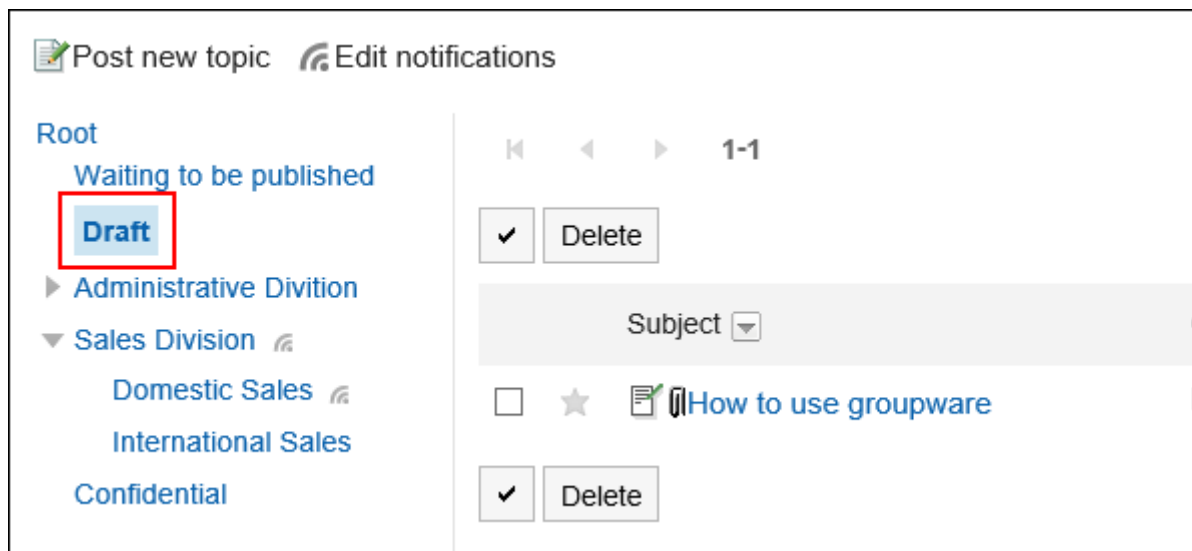 Post new topic Edit notifications
Root
Waiting to be published
Draft
Administrative Divition
Sales Division
Domestic Sales
International Sales
Confidential
1-1
Delete
Subject
How to use groupware
Delete